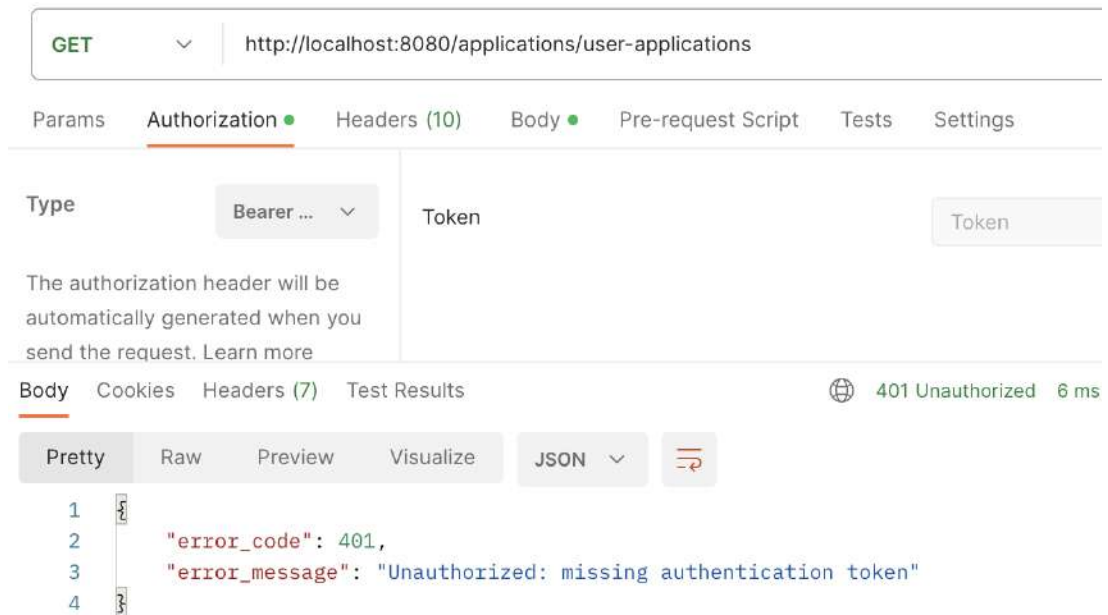 GET http://localhost:8080/applications/user-applications
Params Authorization Headers (10) Body Pre-request Script Tests Settings
Type Bearer ... Token Token
The authorization header will be
automatically generated when you
send the request. Learn more
Body Cookies Headers (7) Test Results 401 Unauthorized 6 ms
Pretty Raw Preview Visualize JSON
1 {
2 "error_code": 401,
3 "error_message": "Unauthorized: missing authentication token"
4 }